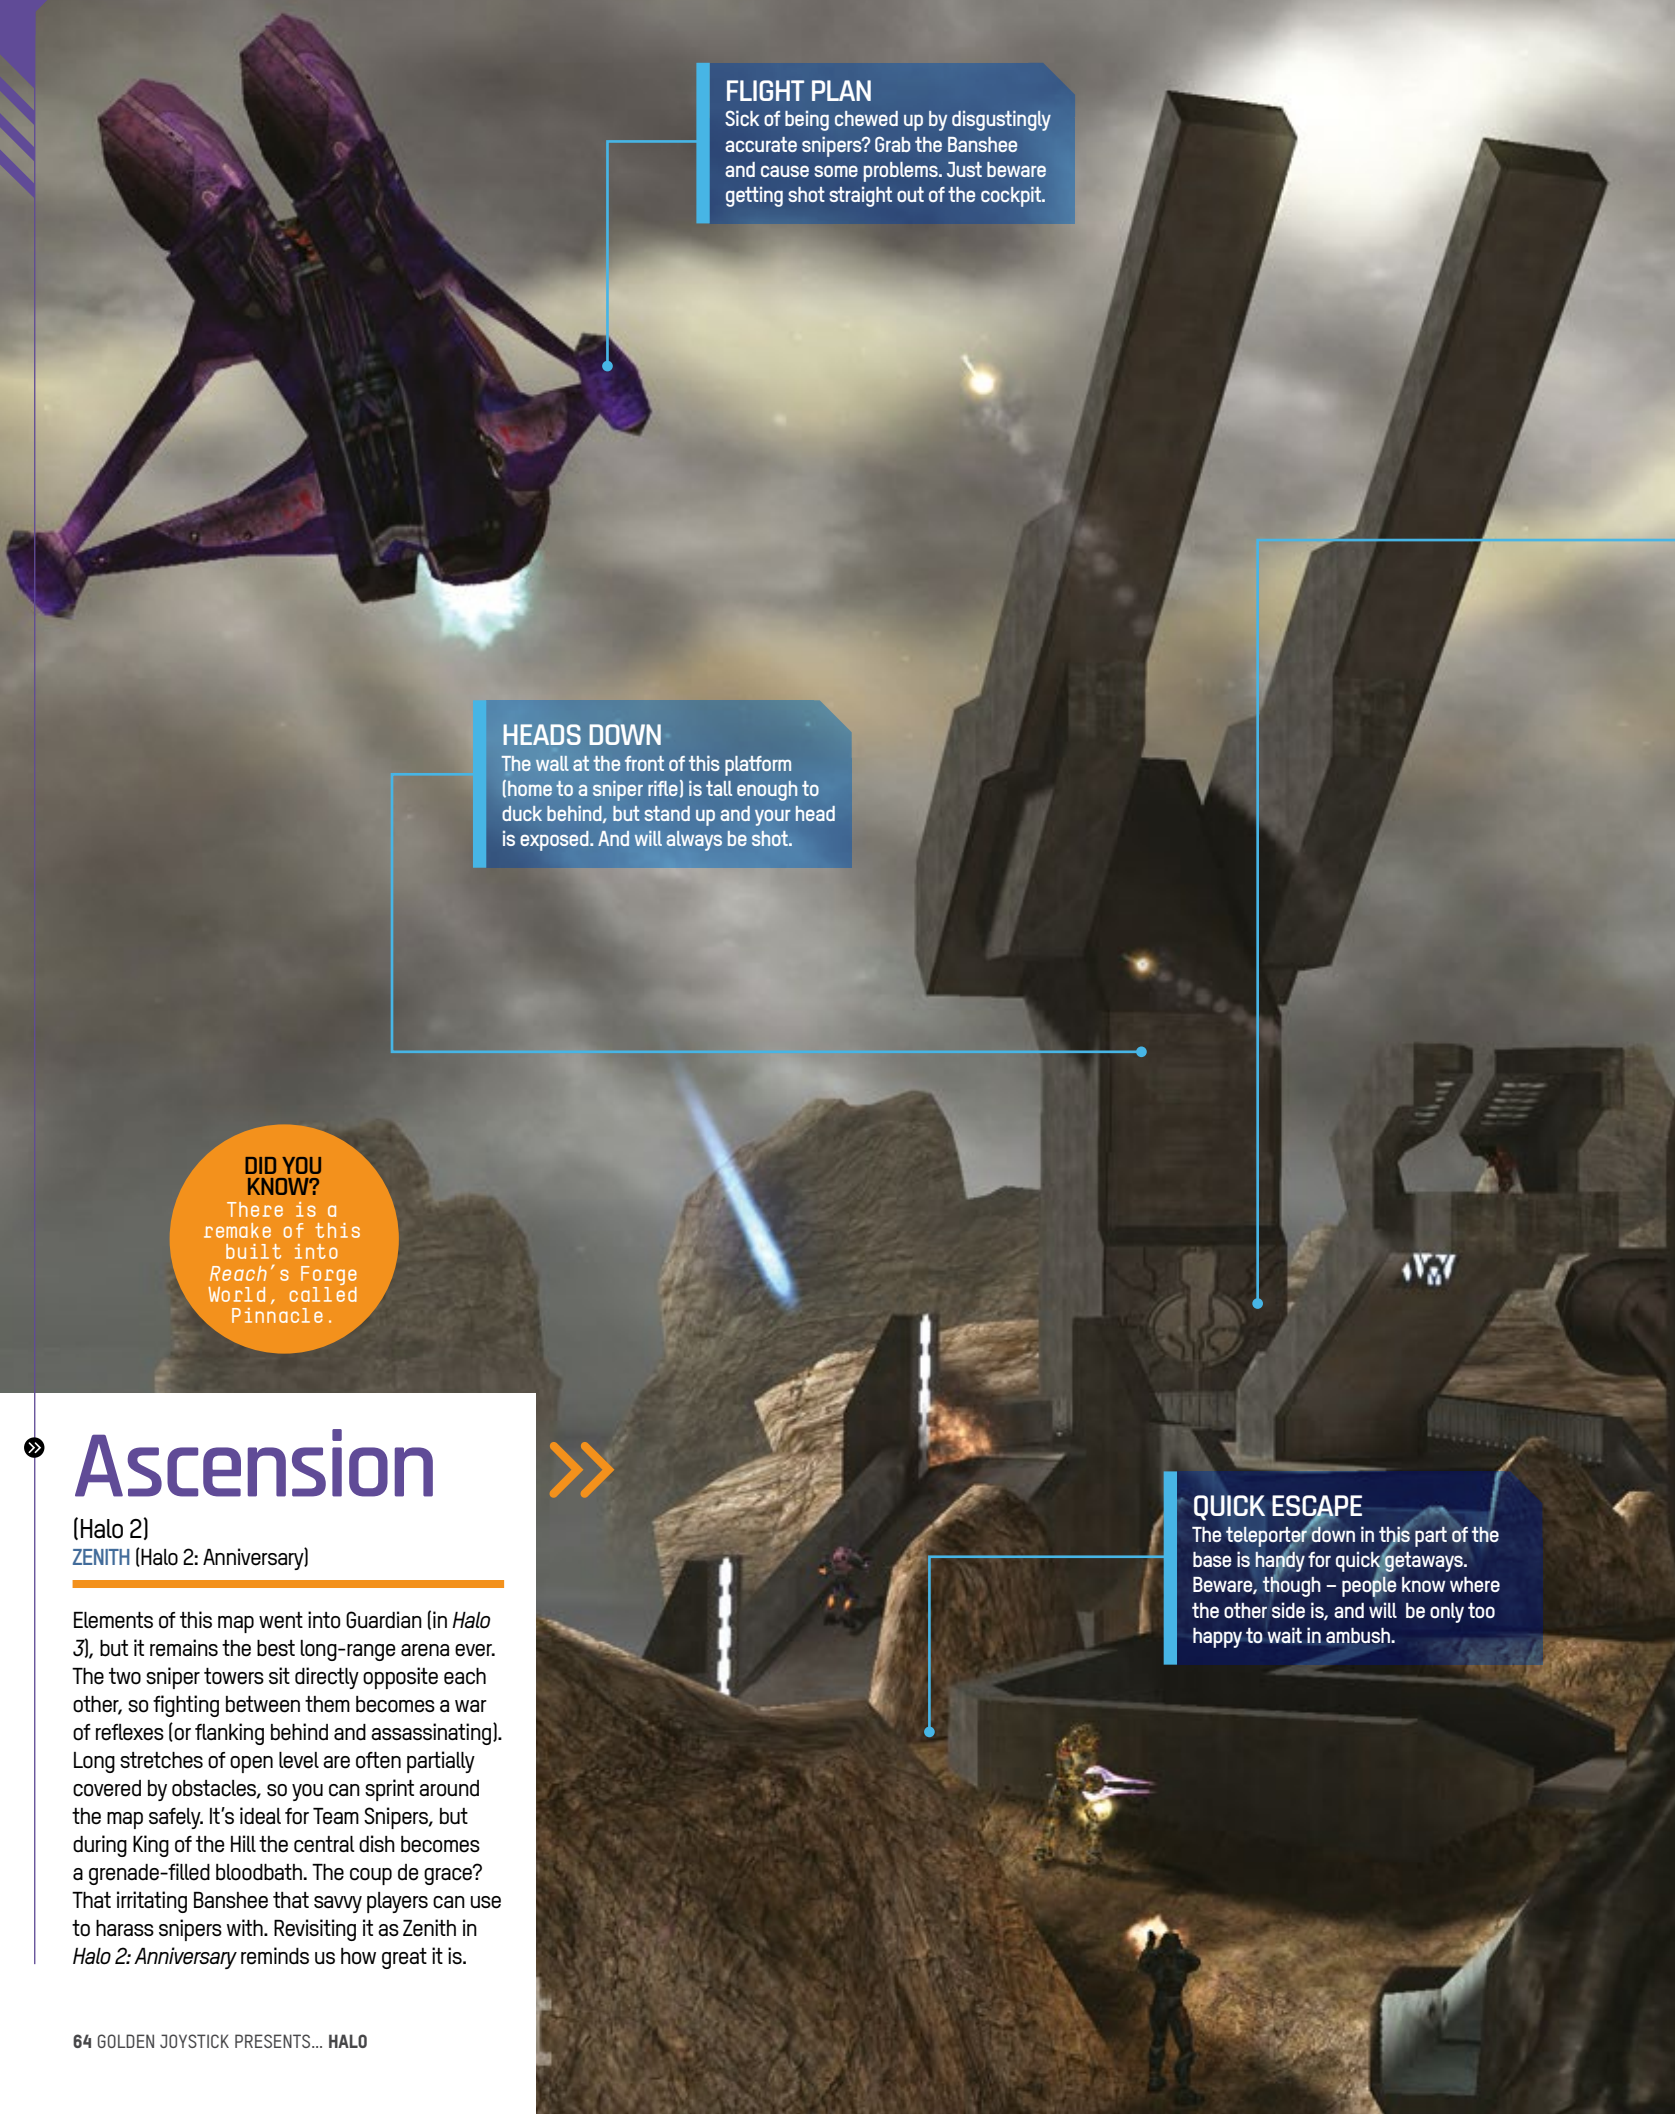 FLIGHT PLAN
Sick of being chewed up by disgustingly
accurate snipers? Grab the Banshee
and cause some problems. Just beware
getting shot straight out of the cockpit.
HEADS DOWN
The wall at the front of this platform
(home to a sniper rifle) is tall enough to
duck behind, but stand up and your head
is exposed. And will always be shot.
DID YOU
KNOW?
There is a
remake of this
built into
Reach's Forge
World, called
Pinnacle.
Ascension
(Halo 2)
ZENITH (Halo 2: Anniversary)
Elements of this map went into Guardian (in Halo
3), but it remains the best long-range arena ever.
The two sniper towers sit directly opposite each
other, so fighting between them becomes a war
of reflexes (or flanking behind and assassinating).
Long stretches of open level are often partially
covered by obstacles, so you can sprint around
the map safely. It's ideal for Team Snipers, but
during King of the Hill the central dish becomes
a grenade-filled bloodbath. The coup de grace?
That irritating Banshee that savvy players can use
to harass snipers with. Revisiting it as Zenith in
Halo 2: Anniversary reminds us how great it is.
QUICK ESCAPE
The teleporter down in this part of the
base is handy for quick getaways.
Beware, though – people know where
the other side is, and will be only too
happy to wait in ambush.
64 GOLDEN JOYSTICK PRESENTS... HALO